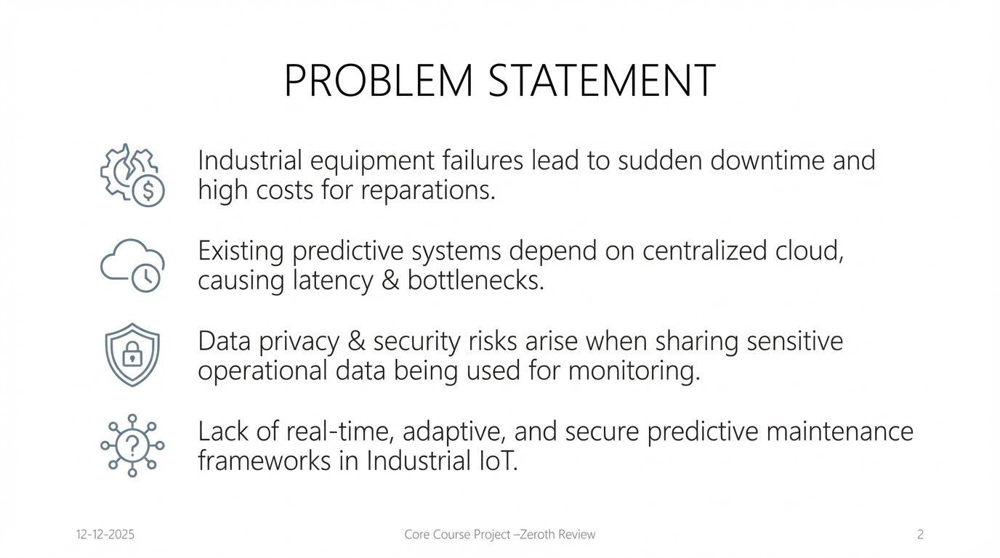 PROBLEM STATEMENT
Industrial equipment failures lead to sudden downtime and
high costs for reparations.
Existing predictive systems depend on centralized cloud,
causing latency & bottlenecks.
Data privacy & security risks arise when sharing sensitive
operational data being used for monitoring.
Lack of real-time, adaptive, and secure predictive maintenance
frameworks in Industrial IoT.
12-12-2025
Core Course Project –Zeroth Review
2